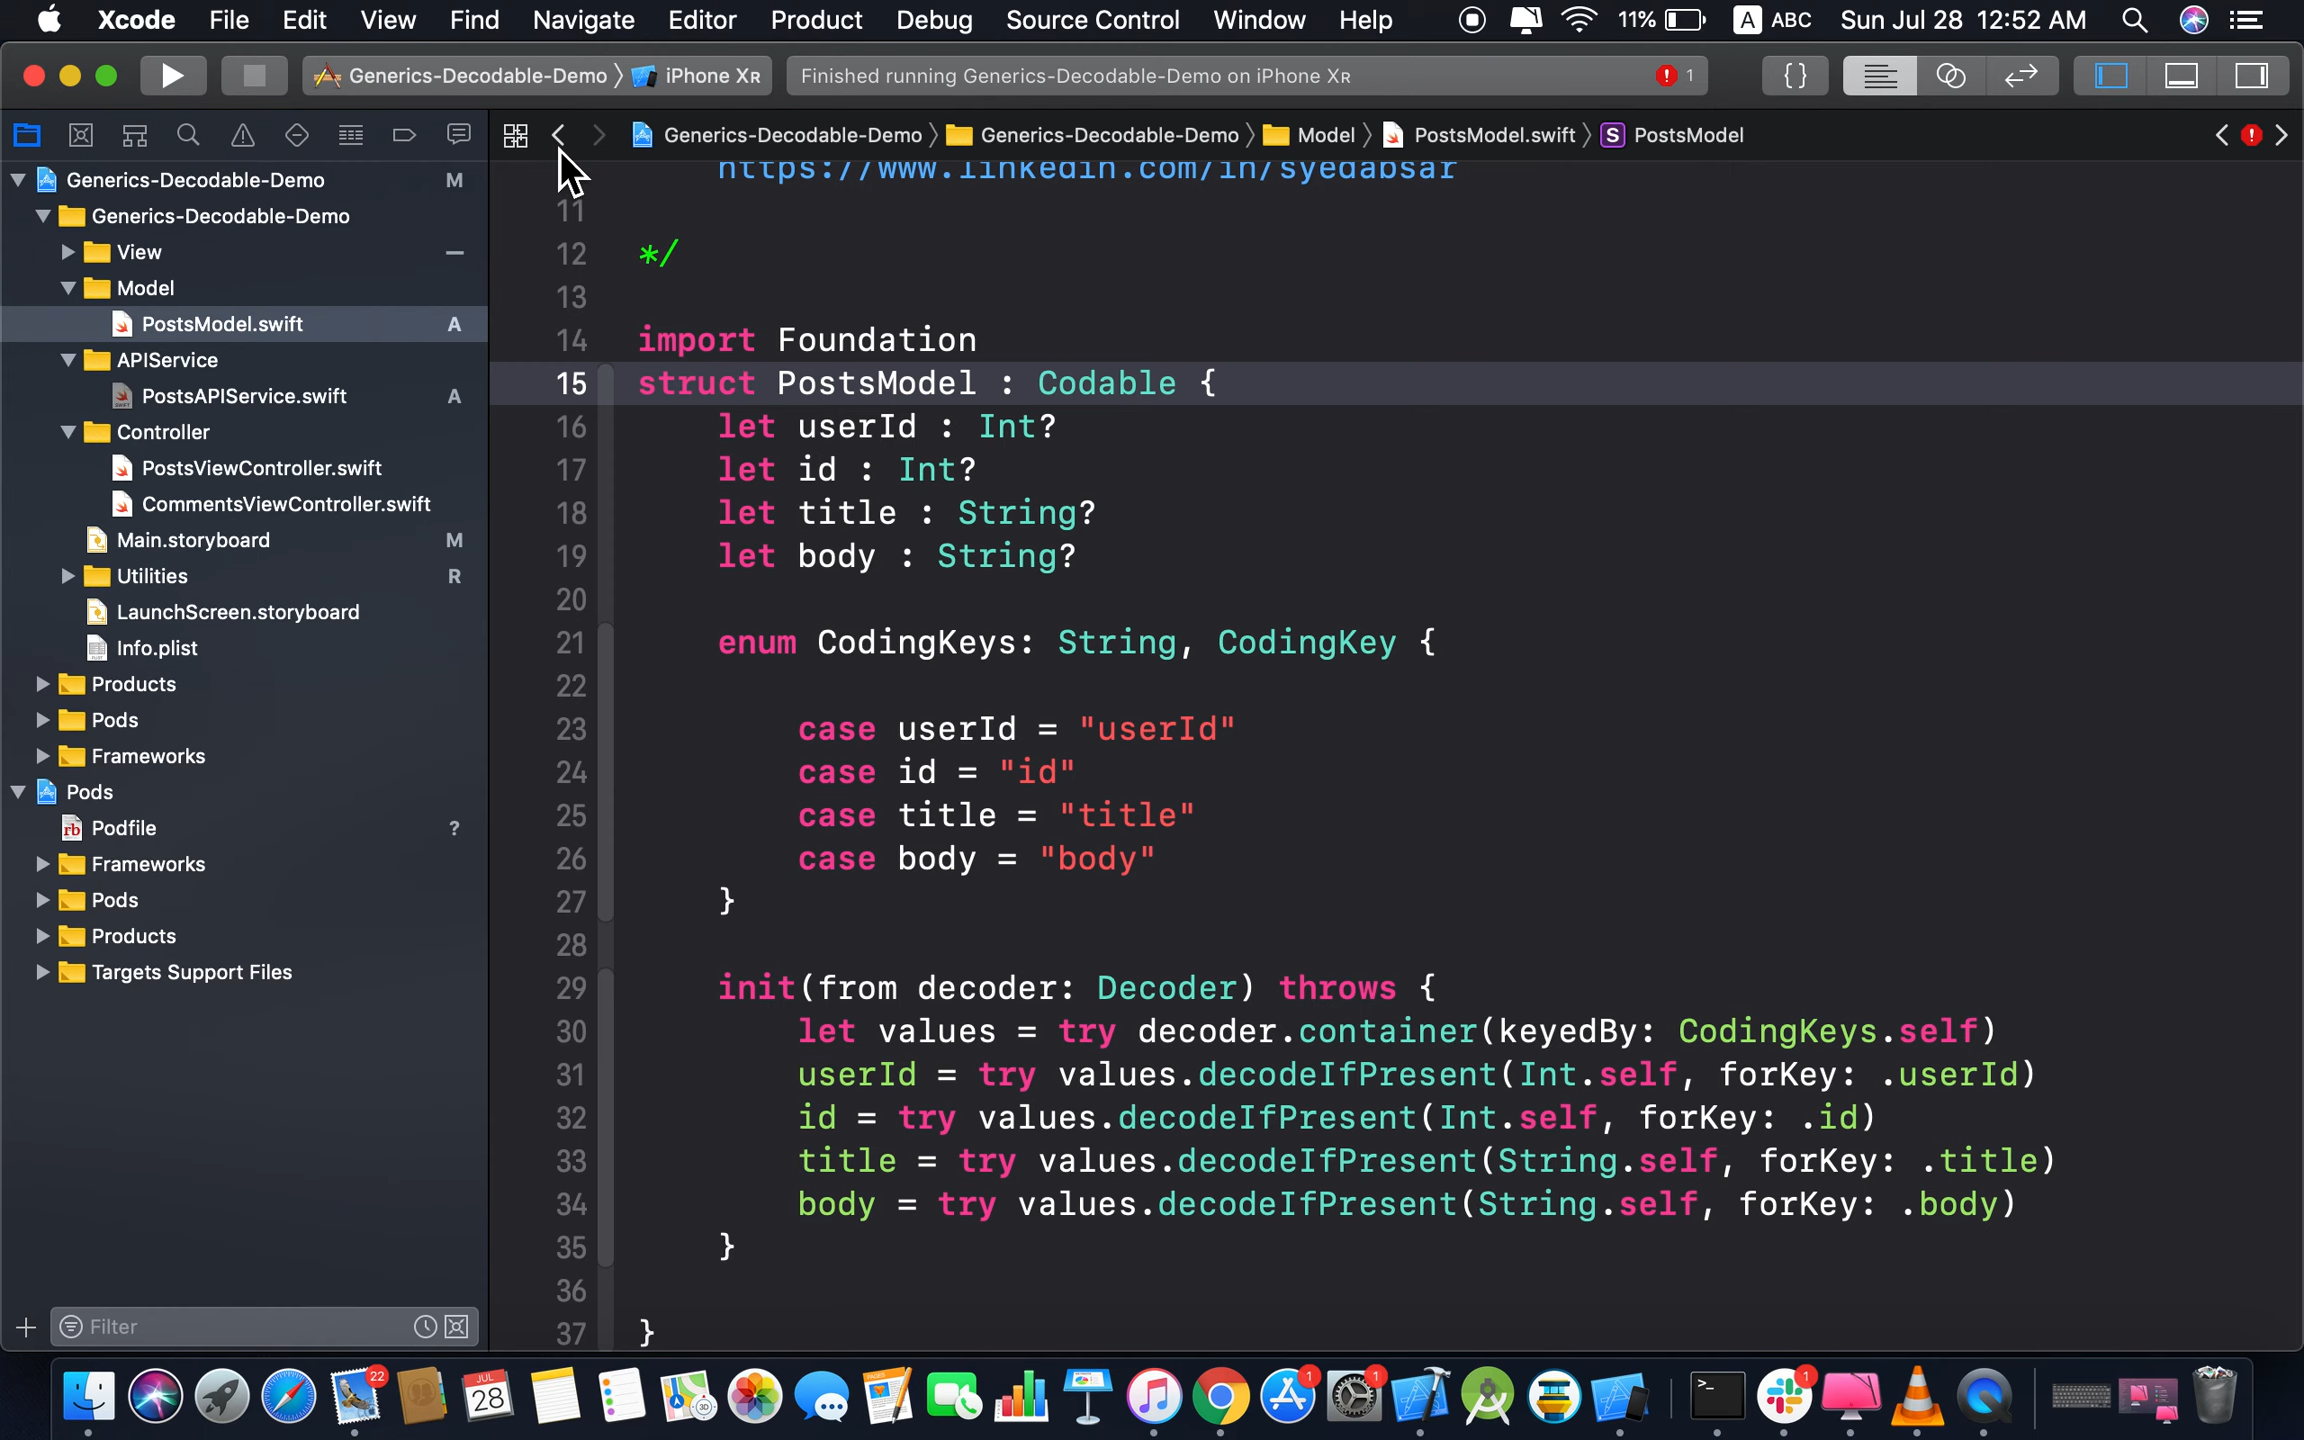 Xcode File Edit View Find Navigate Editor Product Debug Source Control Window Help 11% A ABC Sun Jul 28 12:52 AM
Generics-Decodable-Demo iPhone XR Finished running Generics-Decodable-Demo on iPhone XR 1 {}
Generics-Decodable-Demo Generics-Decodable-Demo Model PostsModel.swift S PostsModel
Generics-Decodable-Demo M
Generics-Decodable-Demo
View
Model
PostsModel.swift A
APIService
PostsAPIService.swift A
Controller
PostsViewController.swift
CommentsViewController.swift
Main.storyboard M
Utilities R
LaunchScreen.storyboard
Info.plist
Products
Pods
Frameworks
Pods
Podfile ?
Frameworks
Pods
Products
Targets Support Files
Filter
https://www.linkedin.com/in/syedabsar
11
12 */
13
14 import Foundation
15 struct PostsModel : Codable {
16 let userId : Int?
17 let id : Int?
18 let title : String?
19 let body : String?
20
21 enum CodingKeys: String, CodingKey {
22
23 case userId = "userId"
24 case id = "id"
25 case title = "title"
26 case body = "body"
27 }
28
29 init(from decoder: Decoder) throws {
30 let values = try decoder.container(keyedBy: CodingKeys.self)
31 userId = try values.decodeIfPresent(Int.self, forKey: .userId)
32 id = try values.decodeIfPresent(Int.self, forKey: .id)
33 title = try values.decodeIfPresent(String.self, forKey: .title)
34 body = try values.decodeIfPresent(String.self, forKey: .body)
35 }
36
37 }
22 JUL 28 1 1 1